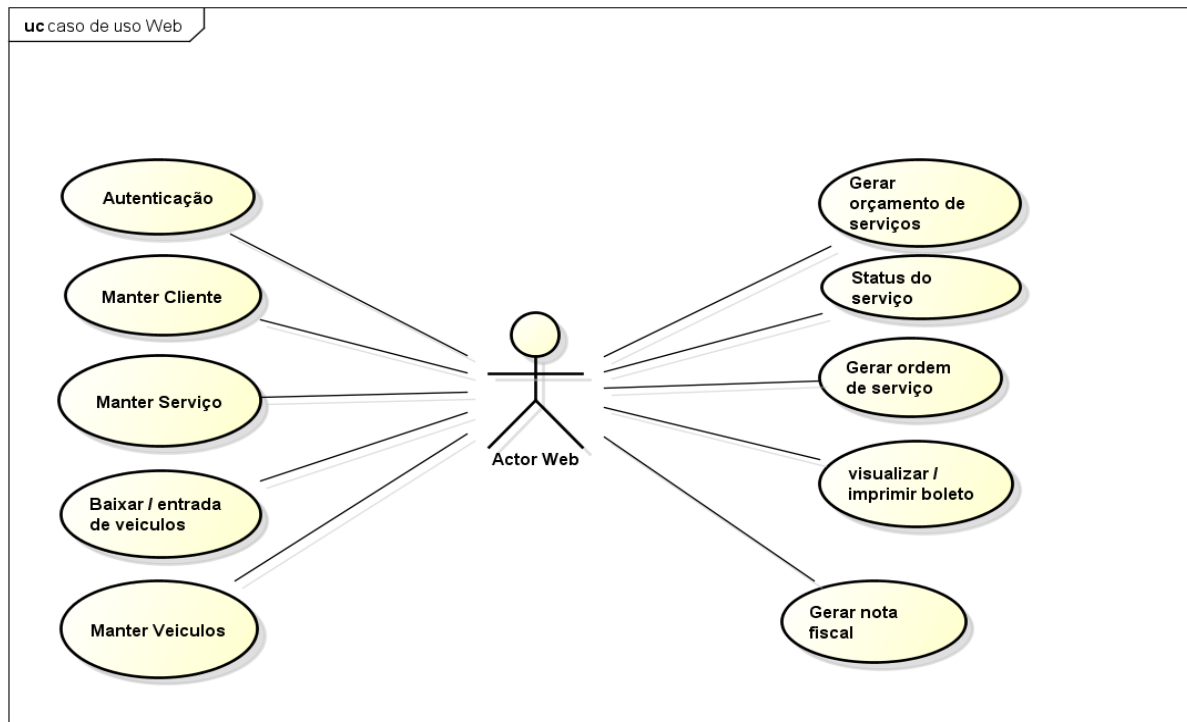 uc caso de uso Web
Autenticação
Manter Cliente
Manter Serviço
Baixar / entrada
de veiculos
Manter Veiculos
Actor Web
Gerar
orçamento de
serviços
Status do
serviço
Gerar ordem
de serviço
visualizar /
imprimir boleto
Gerar nota
fiscal